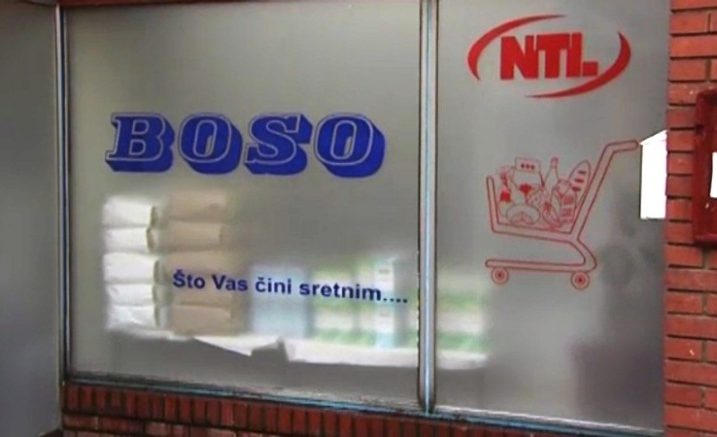 BOSO
NTL
Što Vas čini sretnim....